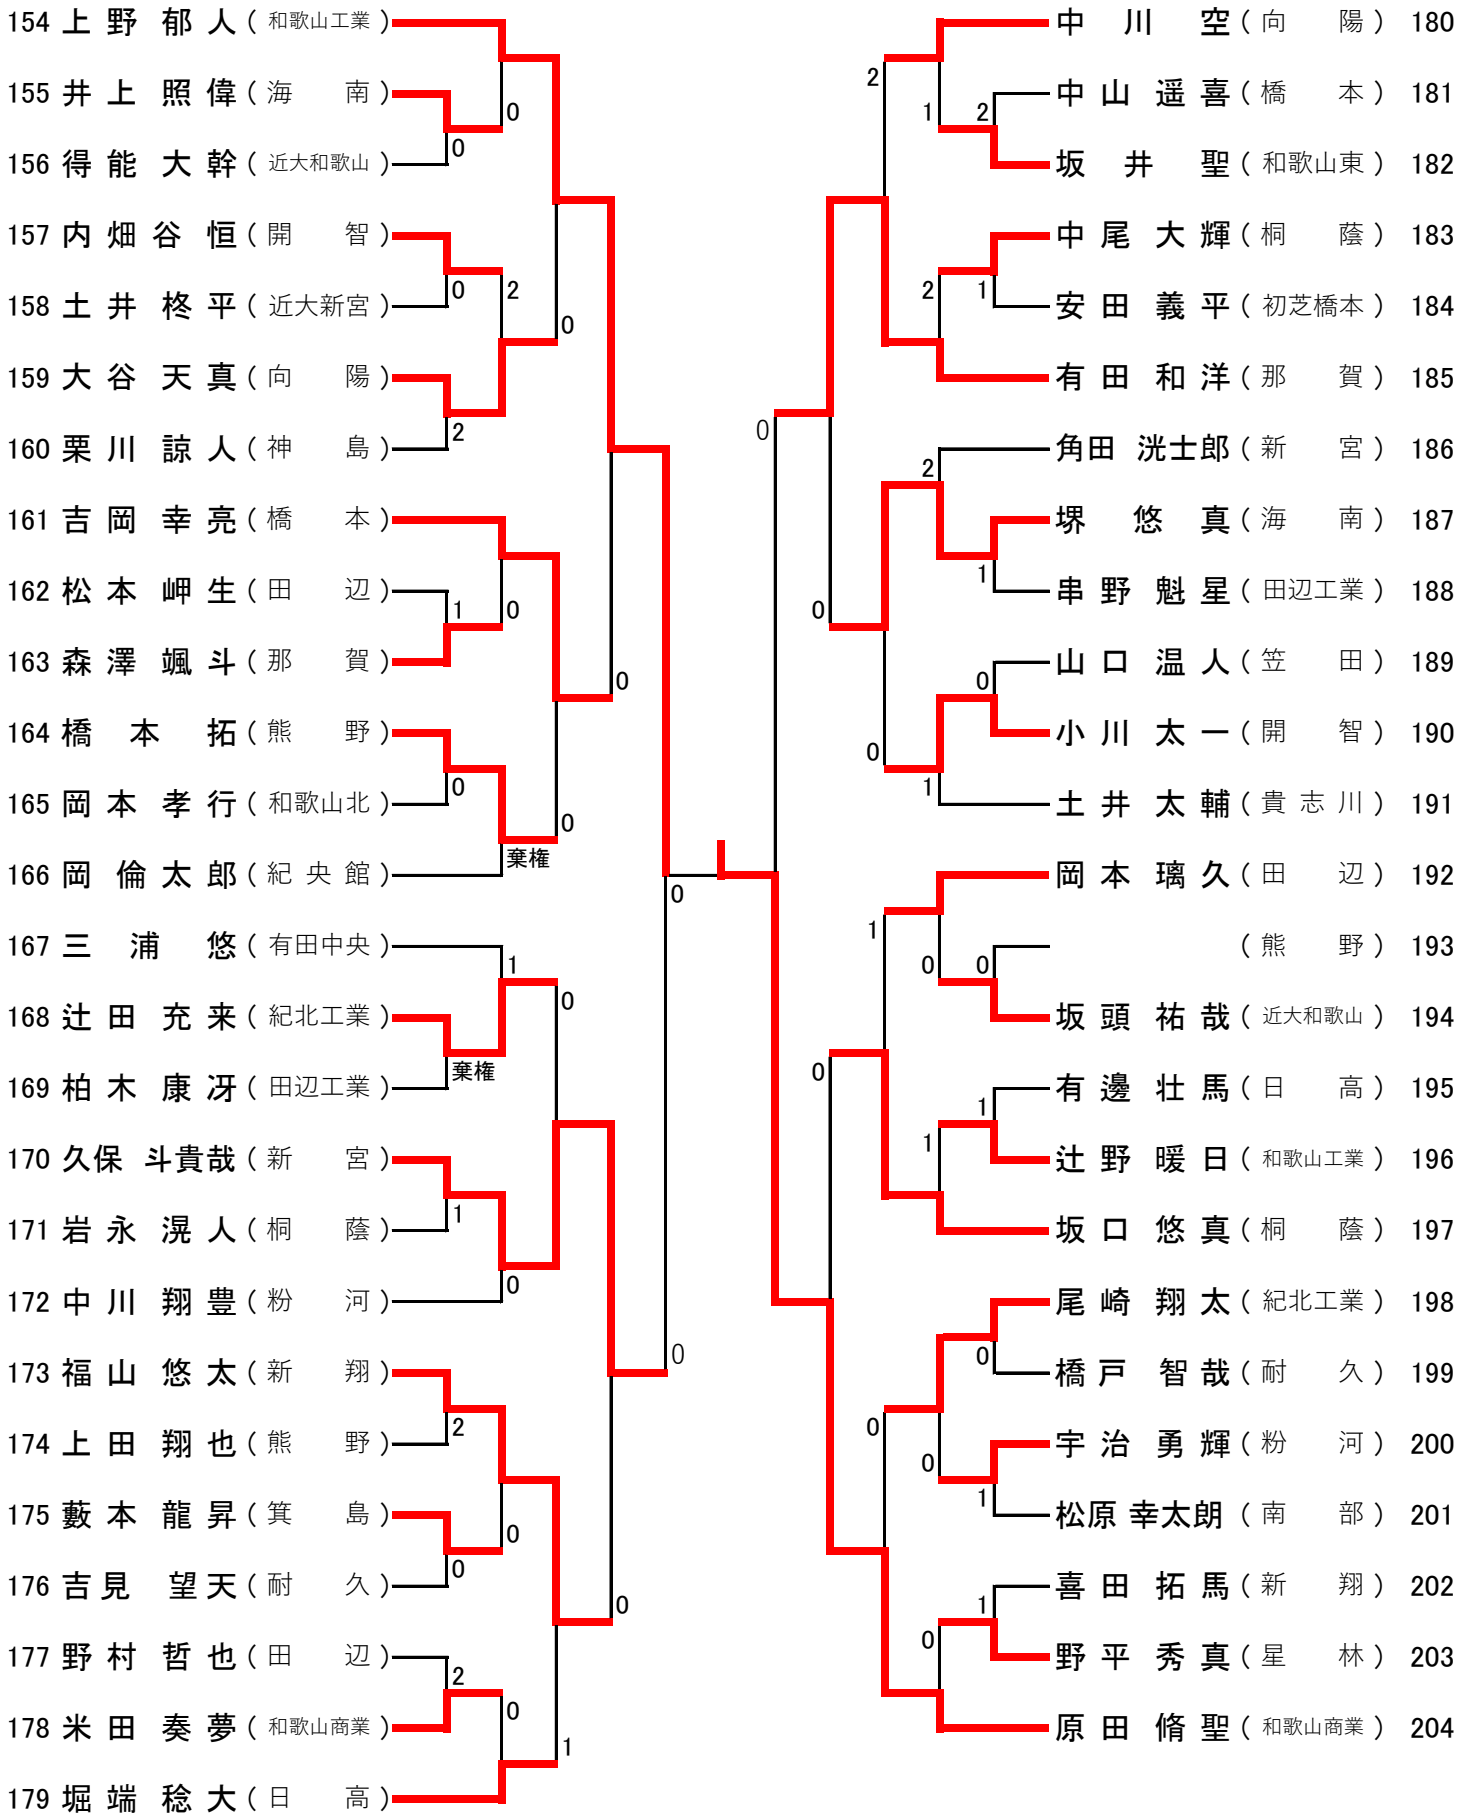 154 上野 郁人 ( 和歌山工業 )
0
155 井上 照偉 ( 海 南 )
0
156 得能 大幹 ( 近大和歌山 )
157 内畑谷 恒 ( 開 智 )
0
2
158 土井 柊平 ( 近大新宮 )
0
159 大谷 天真 ( 向 陽 )
2
160 栗川 諒人 ( 神 島 )
161 吉岡 幸亮 ( 橋 本 )
162 松本 岬生 ( 田 辺 )
1
0
163 森澤 颯斗 ( 那 賀 )
0
164 橋本 拓 ( 熊 野 )
0
165 岡本 孝行 ( 和歌山北 )
0
棄権
166 岡 倫太郎 ( 紀央館 )
0
167 三浦 悠 ( 有田中央 )
1
0
168 辻田 充来 ( 紀北工業 )
棄権
169 柏木 康冴 ( 田辺工業 )
170 久保 斗貴哉 ( 新 宮 )
1
171 岩永 滉人 ( 桐 蔭 )
0
172 中川 翔豊 ( 粉 河 )
0
173 福山 悠太 ( 新 翔 )
2
174 上田 翔也 ( 熊 野 )
175 藪本 龍昇 ( 箕 島 )
0
0
176 吉見 望天 ( 耐 久 )
0
177 野村 哲也 ( 田 辺 )
2
0
178 米田 奏夢 ( 和歌山商業 )
1
179 堀端 稔大 ( 日 高 )
中川 空 ( 向 陽 ) 180
2
1
2
中山 遥喜 ( 橋 本 ) 181
坂井 聖 ( 和歌山東 ) 182
中尾 大輝 ( 桐 蔭 ) 183
2
1
安田 義平 ( 初芝橋本 ) 184
有田 和洋 ( 那 賀 ) 185
0
角田 洸士郎 ( 新 宮 ) 186
2
堺 悠真 ( 海 南 ) 187
1
串野 魁星 ( 田辺工業 ) 188
0
山口 温人 ( 笠 田 ) 189
0
小川 太一 ( 開 智 ) 190
0
1
土井 太輔 ( 貴志川 ) 191
岡本 璃久 ( 田 辺 ) 192
1
0
0
( 熊 野 ) 193
坂頭 祐哉 ( 近大和歌山 ) 194
0
有邊 壮馬 ( 日 高 ) 195
1
1
辻野 暖日 ( 和歌山工業 ) 196
坂口 悠真 ( 桐 蔭 ) 197
尾崎 翔太 ( 紀北工業 ) 198
0
橋戸 智哉 ( 耐 久 ) 199
0
宇治 勇輝 ( 粉 河 ) 200
0
1
松原 幸太朗 ( 南 部 ) 201
喜田 拓馬 ( 新 翔 ) 202
1
0
野平 秀真 ( 星 林 ) 203
原田 脩聖 ( 和歌山商業 ) 204